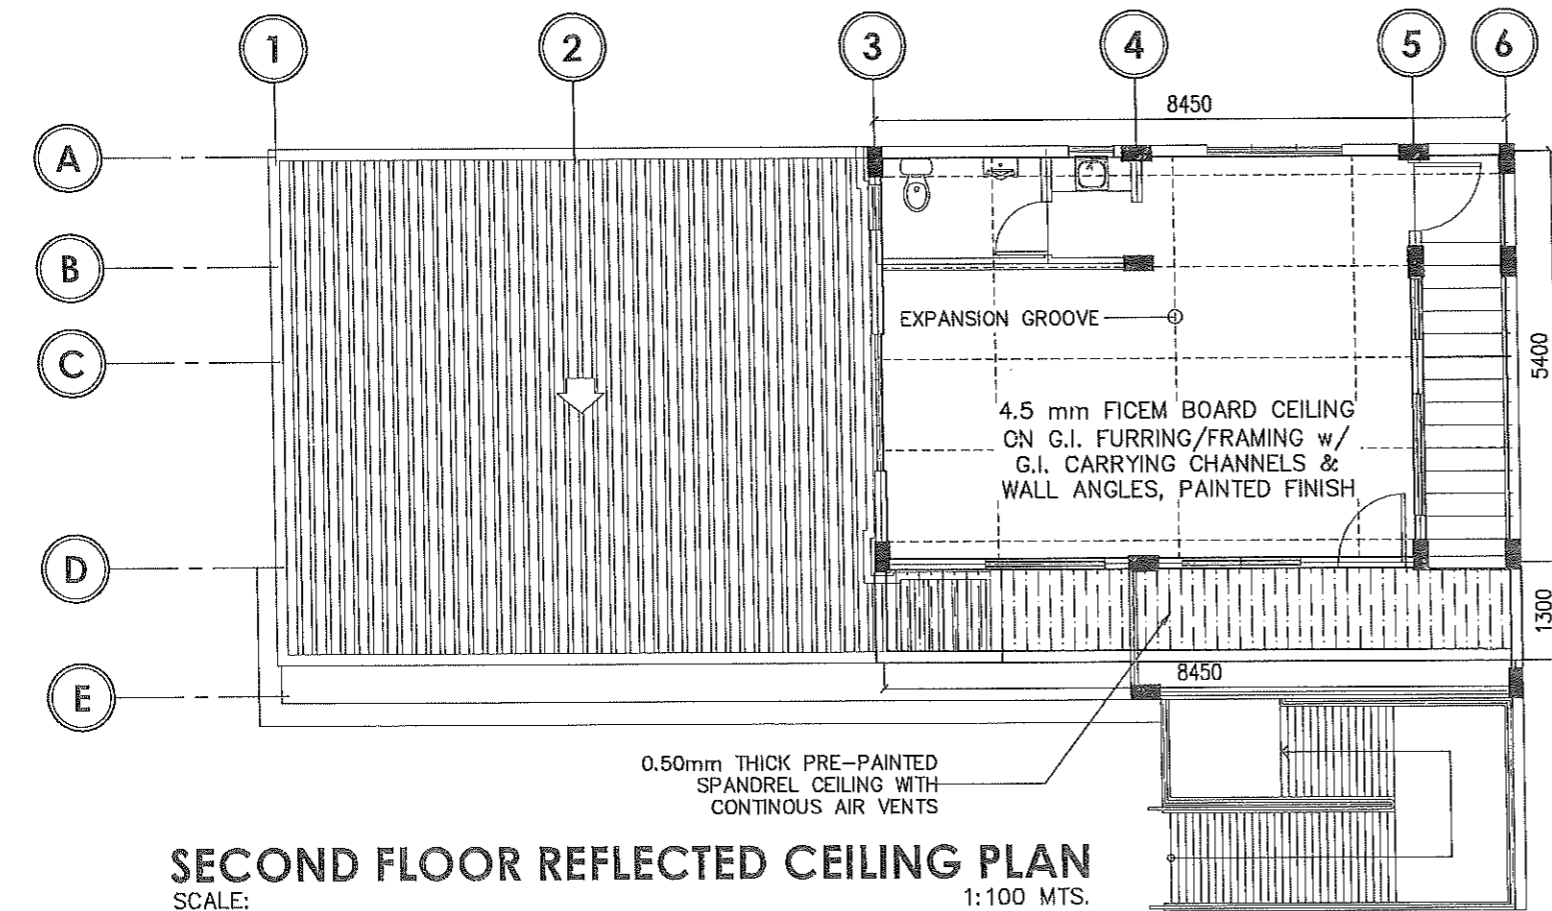 1 2 3 4 5 6
8450
A
B
C
D
E
EXPANSION GROOVE
5400
4.5 mm FICEM BOARD CEILING
ON G.I. FURRING/FRAMING w/
G.I. CARRYING CHANNELS &
WALL ANGLES, PAINTED FINISH
1300
8450
0.50mm THICK PRE-PAINTED
SPANDREL CEILING WITH
CONTINOUS AIR VENTS
SECOND FLOOR REFLECTED CEILING PLAN
SCALE: 1:100 MTS.